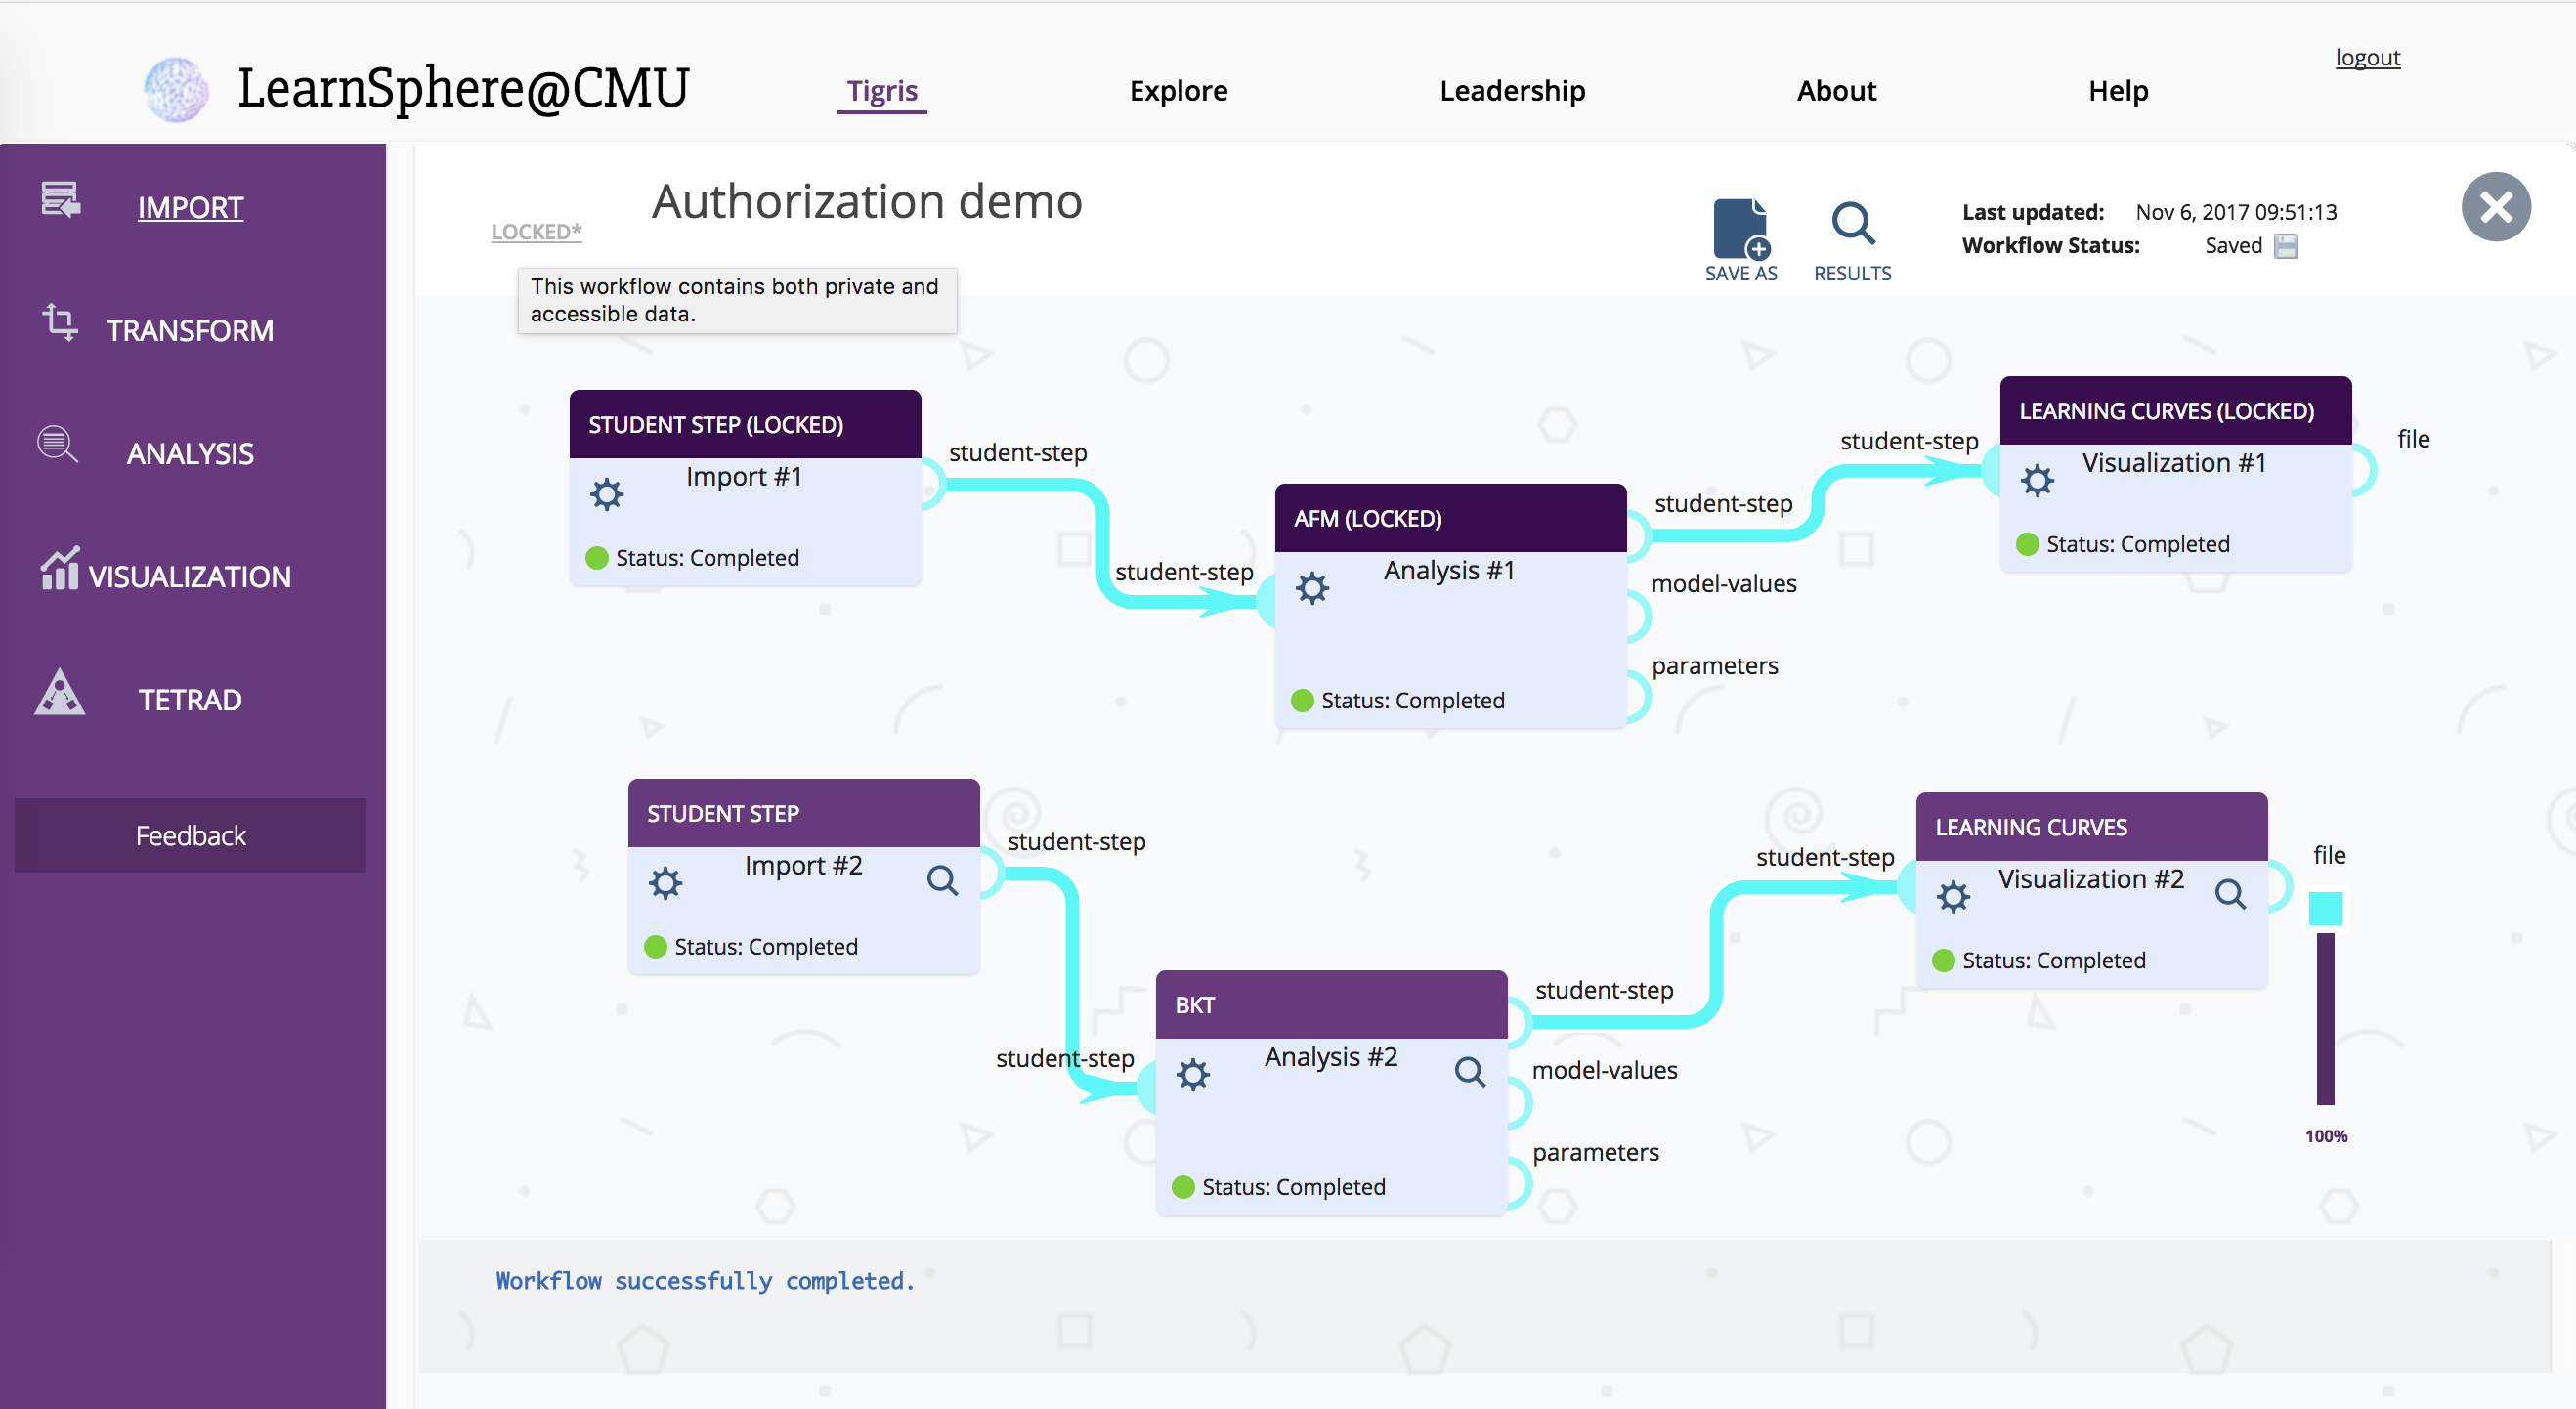 logout
LearnSphere@CMU
Tigris
Explore
Leadership
About
Help
IMPORT
TRANSFORM
ANALYSIS
VISUALIZATION
TETRAD
Feedback
LOCKED*
Authorization demo
SAVE AS
RESULTS
Last updated: Nov 6, 2017 09:51:13
Workflow Status: Saved
This workflow contains both private and
accessible data.
STUDENT STEP (LOCKED)
Import #1
Status: Completed
student-step
student-step
AFM (LOCKED)
Analysis #1
Status: Completed
student-step
model-values
parameters
student-step
LEARNING CURVES (LOCKED)
Visualization #1
Status: Completed
file
STUDENT STEP
Import #2
Status: Completed
student-step
student-step
BKT
Analysis #2
Status: Completed
student-step
model-values
parameters
student-step
LEARNING CURVES
Visualization #2
Status: Completed
file
100%
Workflow successfully completed.